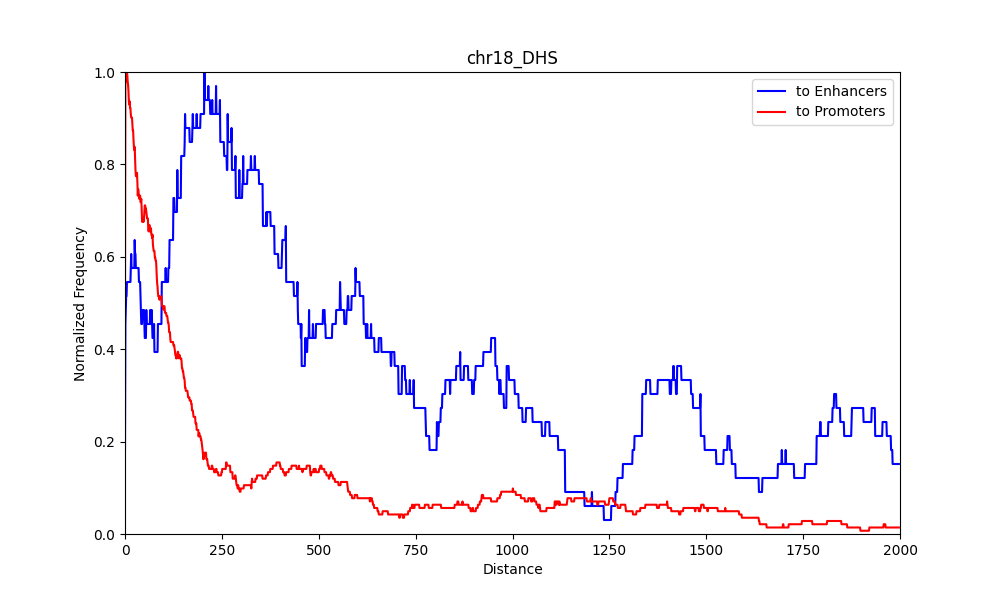 chr18_DHS
to Enhancers
to Promoters
Normalized Frequency
1.0
0.8
0.6
0.4
0.2
0.0
0 250 500 750 1000 1250 1500 1750 2000
Distance